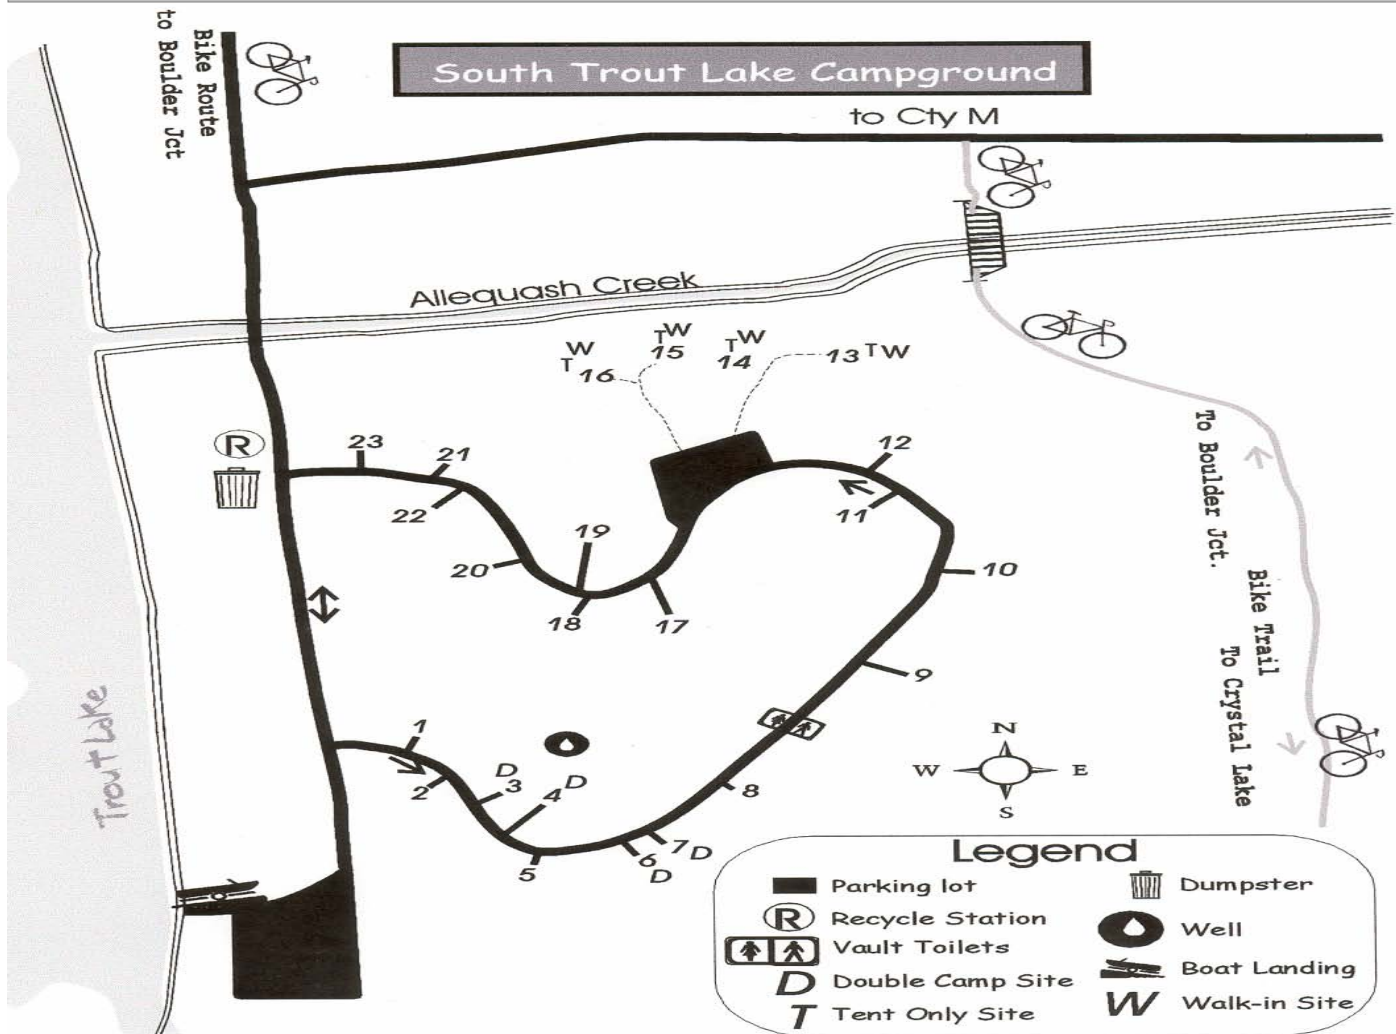 South Trout Lake Campground
Bike Route
to Boulder Jct
to Cty M
Allequash Creek
T W
16
TW
15
TW
14
13 TW
R
23
21
22
12
11
19
20
18
17
10
9
To Boulder Jct.
Bike Trail
To Crystal Lake
Trout Lake
1
2
D
3
D
4
5
6
D
7D
8
N
W
E
S
Legend
Parking lot
R Recycle Station
Vault Toilets
D Double Camp Site
T Tent Only Site
Dumpster
Well
Boat Landing
W Walk-in Site